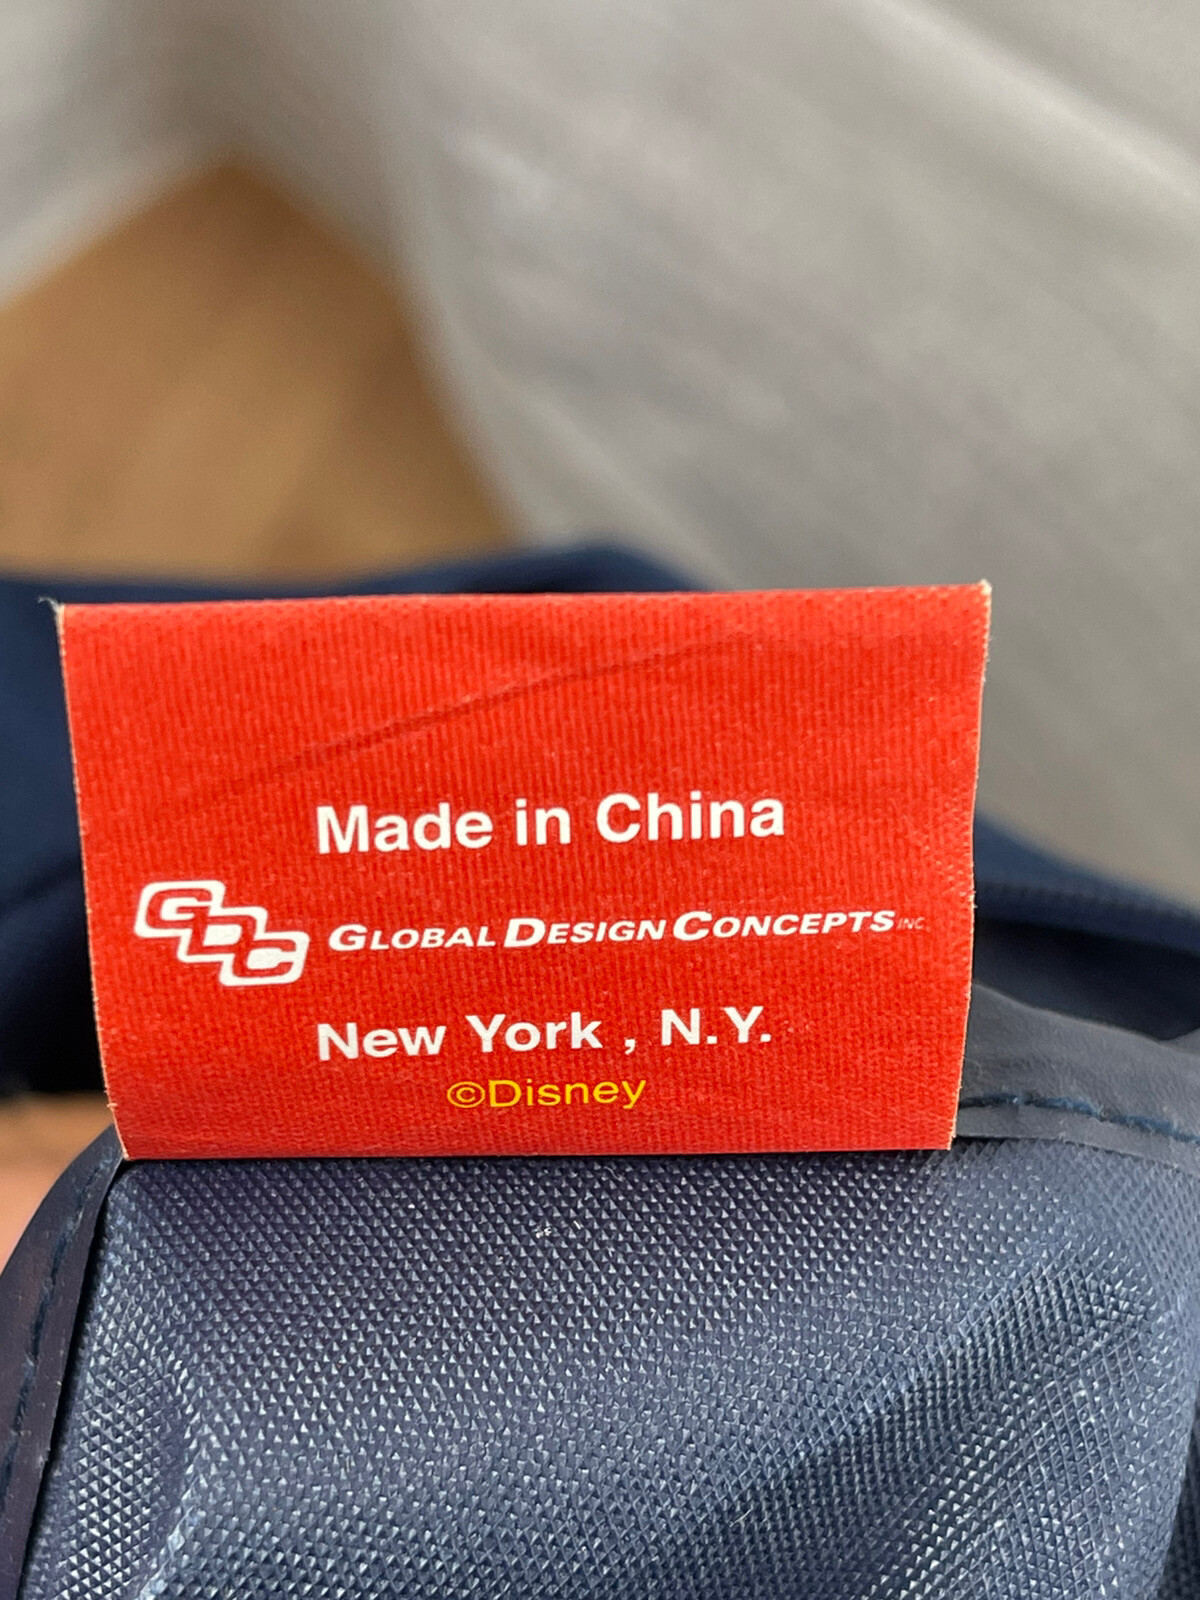 Made in China
GDC GLOBAL DESIGN CONCEPTS INC.
New York , N.Y.
©Disney